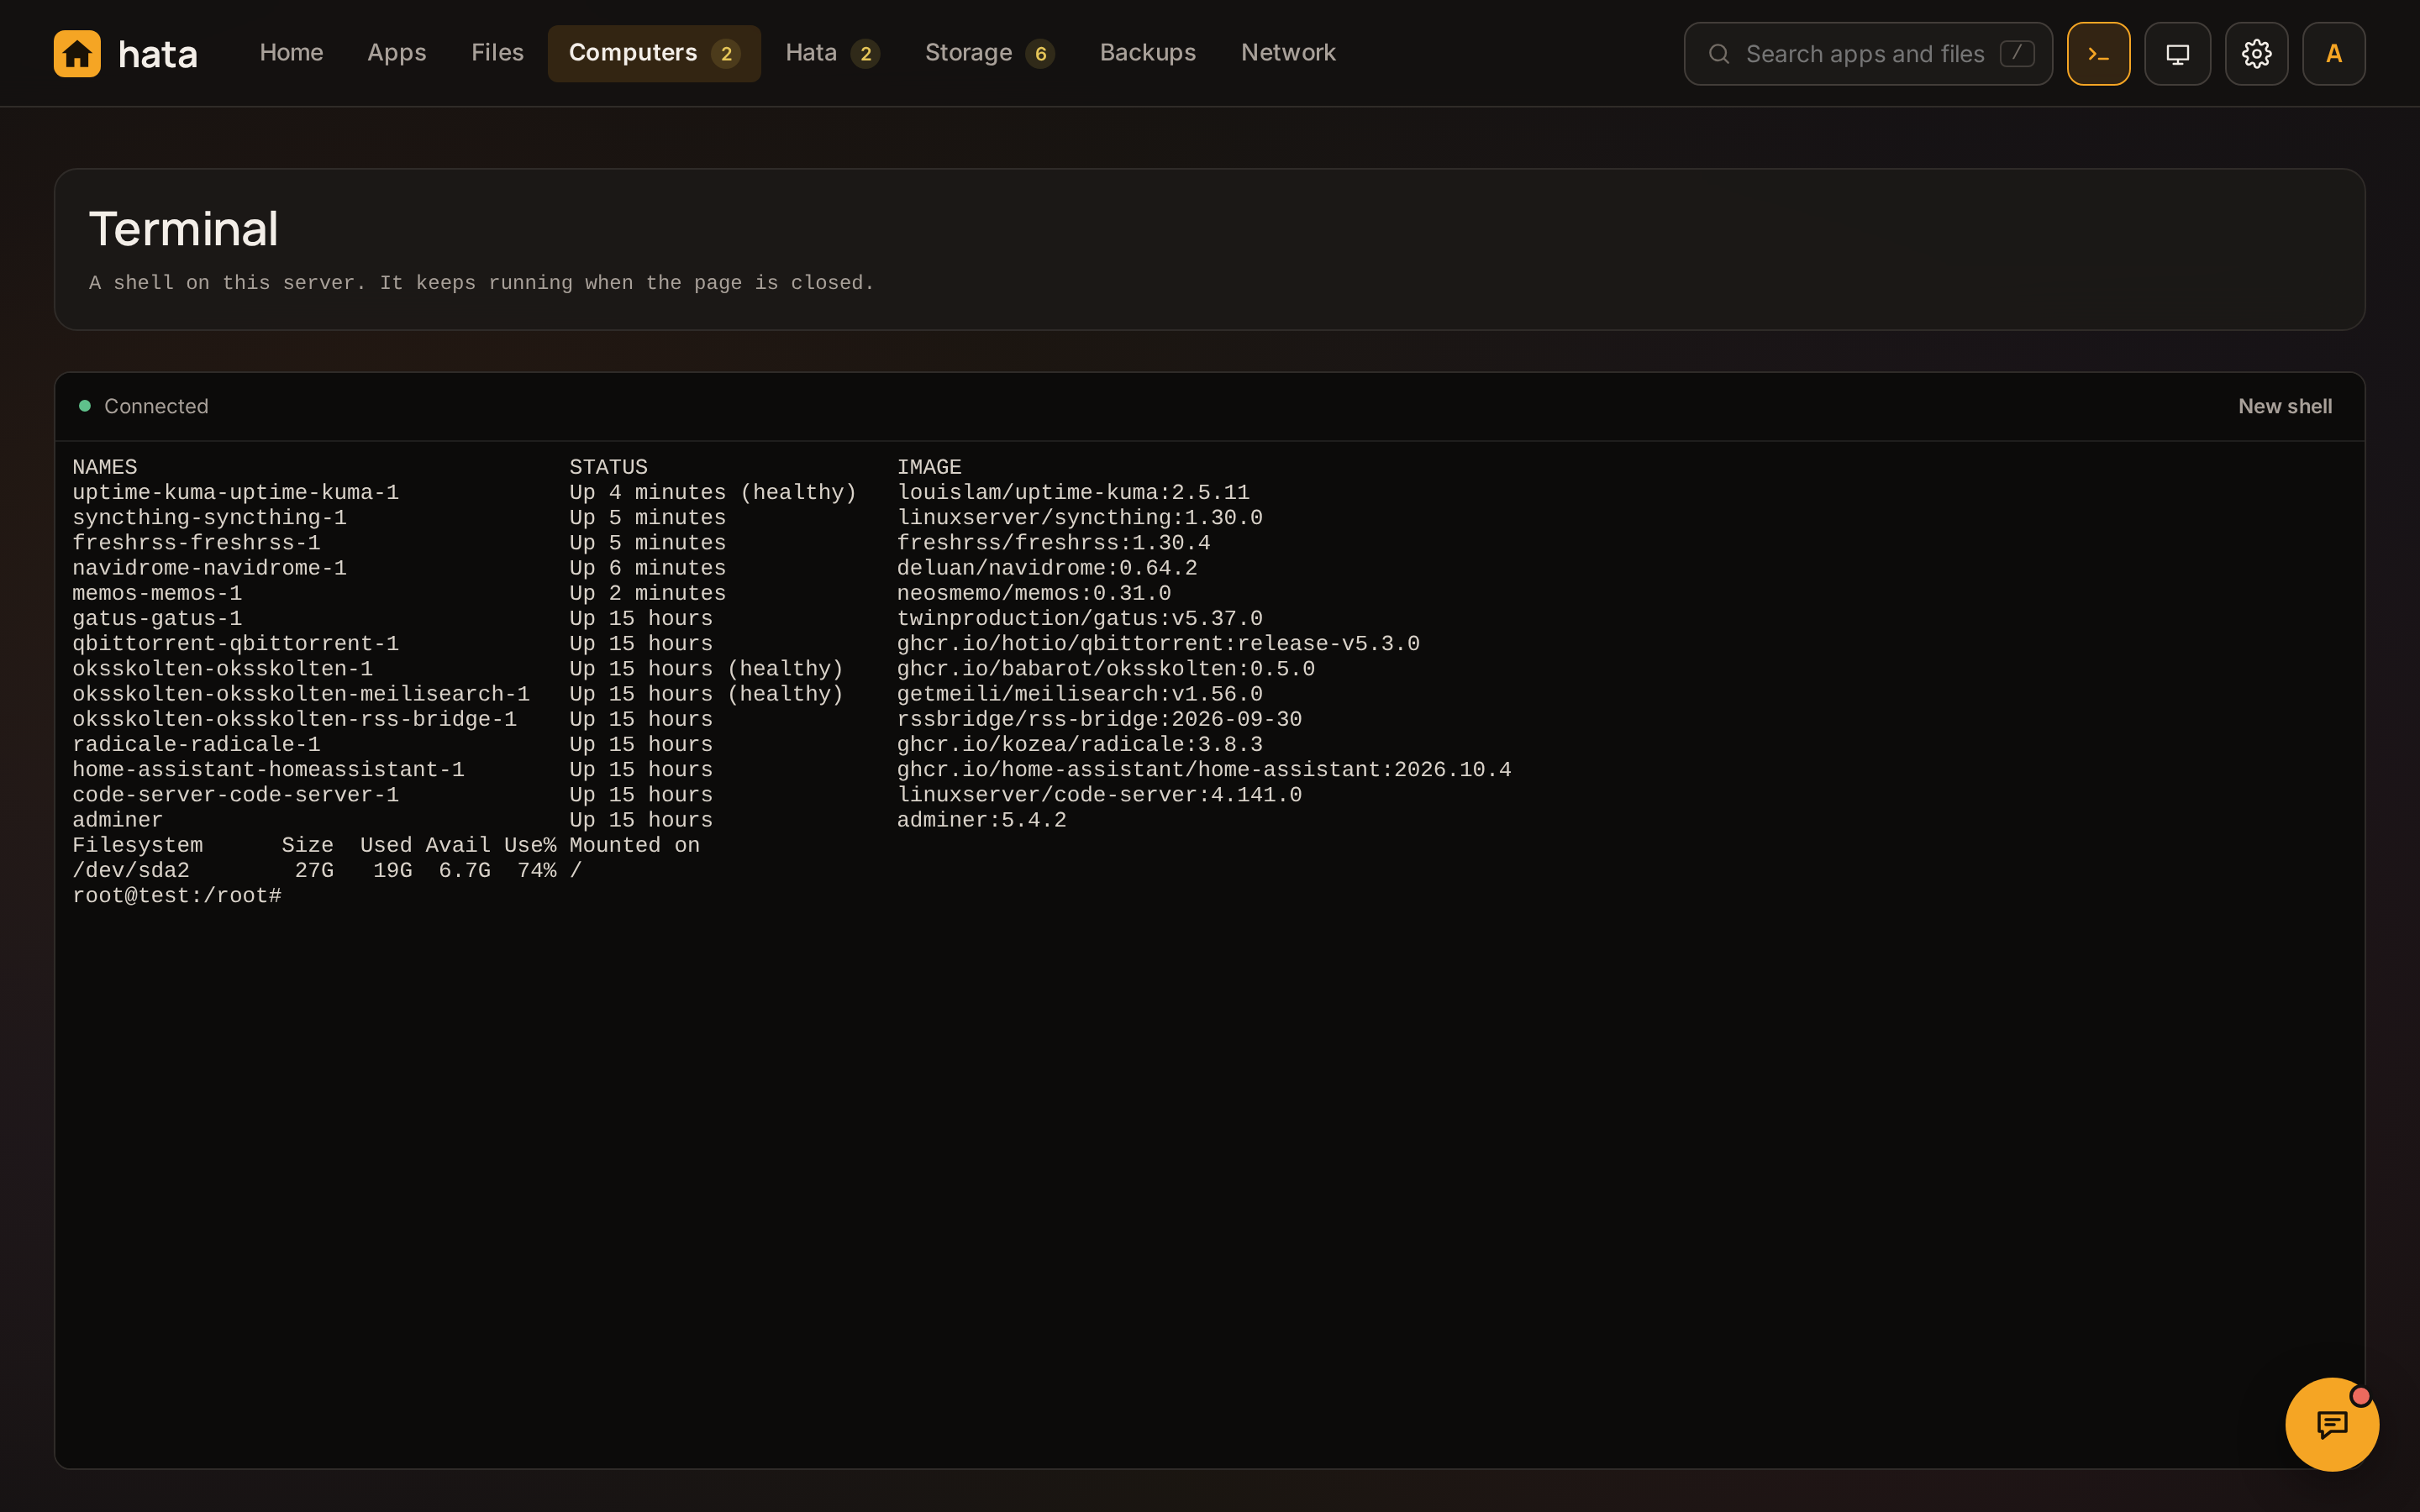 hata
Home Apps Files Computers 2 Hata 2 Storage 6 Backups Network
Search apps and files /
A
Terminal
A shell on this server. It keeps running when the page is closed.
Connected
New shell
NAMES STATUS IMAGE
uptime-kuma-uptime-kuma-1 Up 4 minutes (healthy) louislam/uptime-kuma:2.5.11
syncthing-syncthing-1 Up 5 minutes linuxserver/syncthing:1.30.0
freshrss-freshrss-1 Up 5 minutes freshrss/freshrss:1.30.4
navidrome-navidrome-1 Up 6 minutes deluan/navidrome:0.64.2
memos-memos-1 Up 2 minutes neosmemo/memos:0.31.0
gatus-gatus-1 Up 15 hours twinproduction/gatus:v5.37.0
qbittorrent-qbittorrent-1 Up 15 hours ghcr.io/hotio/qbittorrent:release-v5.3.0
oksskolten-oksskolten-1 Up 15 hours (healthy) ghcr.io/babarot/oksskolten:0.5.0
oksskolten-oksskolten-meilisearch-1 Up 15 hours (healthy) getmeili/meilisearch:v1.56.0
oksskolten-oksskolten-rss-bridge-1 Up 15 hours rssbridge/rss-bridge:2026-09-30
radicale-radicale-1 Up 15 hours ghcr.io/kozea/radicale:3.8.3
home-assistant-homeassistant-1 Up 15 hours ghcr.io/home-assistant/home-assistant:2026.10.4
code-server-code-server-1 Up 15 hours linuxserver/code-server:4.141.0
adminer Up 15 hours adminer:5.4.2
Filesystem Size Used Avail Use% Mounted on
/dev/sda2 27G 19G 6.7G 74% /
root@test:/root#